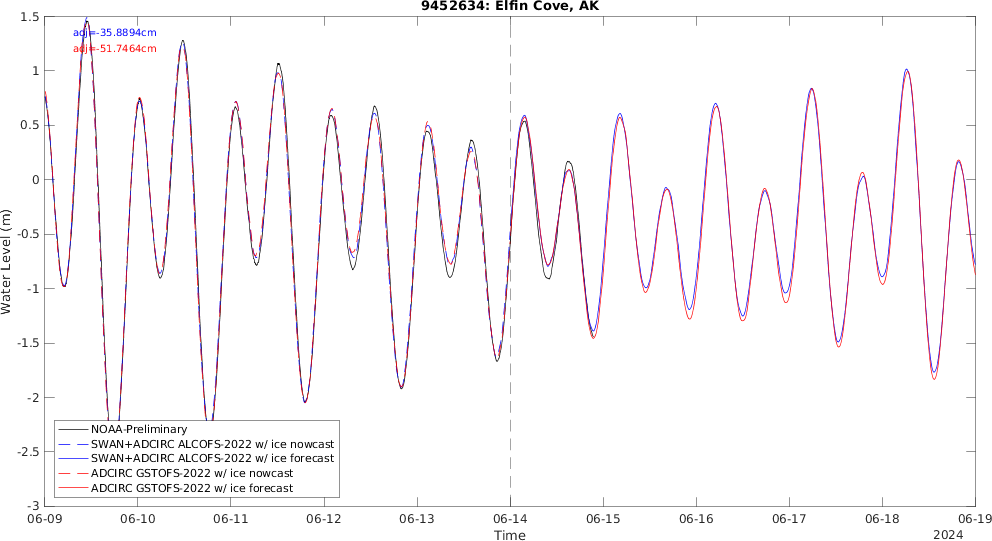 9452634: Elfin Cove, AK
adj=-35.8894cm
adj=-51.7464cm
1.5
1
0.5
0
-0.5
-1
-1.5
-2
-2.5
-3
Water Level (m)
NOAA-Preliminary
SWAN+ADCIRC ALCOFS-2022 w/ ice nowcast
SWAN+ADCIRC ALCOFS-2022 w/ ice forecast
ADCIRC GSTOFS-2022 w/ ice nowcast
ADCIRC GSTOFS-2022 w/ ice forecast
06-09 06-10 06-11 06-12 06-13 06-14 06-15 06-16 06-17 06-18 06-19
Time
2024